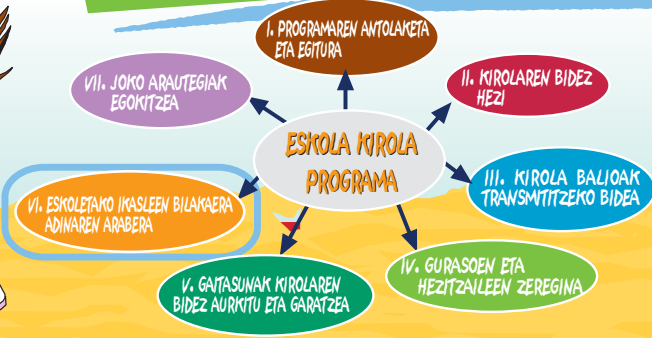 I. PROGRAMAREN ANTOLAKETA
ETA EGITURA
II. KIROLAREN BIDEZ
HEZI
III. KIROLA BALIOAK
TRANSMITITZEKO BIDEA
IV. GURASOEN ETA
HEZITZAILEEN ZEREGINA
V. GAITASUNAK KIROLAREN
BIDEZ AURKITU ETA GARATZEA
VI. ESKOLETAKO IKASLEEN BILAKAERA
ADINAREN ARABERA
VII. JOKO ARAUTEGIAK
EGOKITZEA
ESKOLA KIROLA
PROGRAMA